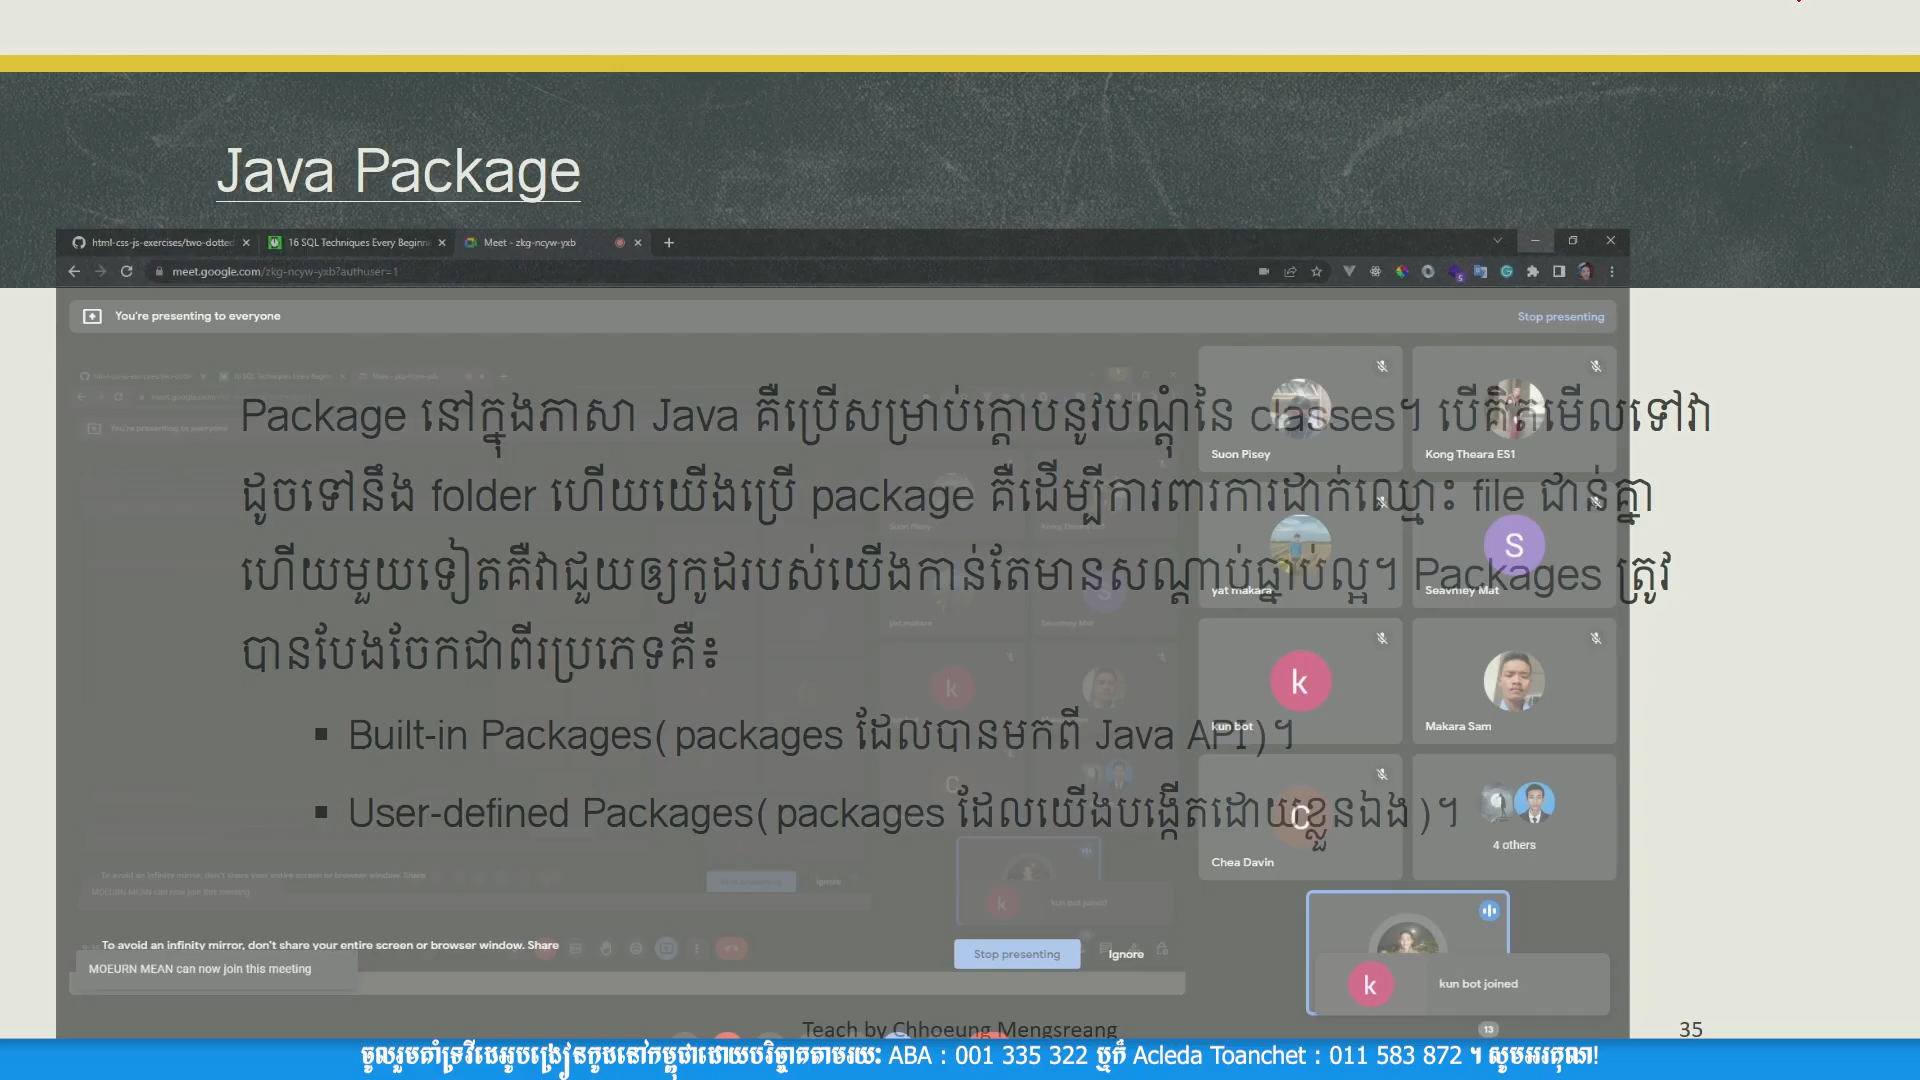 Java Package
html-css-js-exercises/two-dotted
16 SQL Techniques Every Beginne
Meet - zkg-ncyw-yxb
meet.google.com/zkg-ncyw-yxb?authuser=1
You're presenting to everyone
Stop presenting
Package នៅក្នុងភាសា Java គឺប្រើសម្រាប់ក្តោបនូវបណ្តុំនៃ classes។ បើគិតមើលទៅវា
ដូចទៅនឹង folder ហើយយើងប្រើ package គឺដើម្បីការពារការដាក់ឈ្មោះ file ជាន់គ្នា
ហើយមួយទៀតគឺវាជួយឲ្យកូដរបស់យើងកាន់តែមានសណ្តាប់ធ្នាប់ល្អ។ Packages ត្រូវ
បានបែងចែកជាពីរប្រភេទគឺ៖
▪ Built-in Packages(packages ដែលបានមកពី Java API)។
▪ User-defined Packages(packages ដែលយើងបង្កើតដោយខ្លួនឯង)។
Suon Pisey
Kong Theara ES1
S
yat makara
Seavmey Mat
k
kun bot
Makara Sam
C
Chea Davin
4 others
To avoid an infinity mirror, don't share your entire screen or browser window. Share
Stop presenting
Ignore
MOEURN MEAN can now join this meeting
k
kun bot joined
13
Teach by Chhoeung Mengsreang
35
ចូលរួមគាំទ្រវីដេអូបង្រៀនកូដនៅកម្ពុជាដោយបរិច្ចាគតាមរយៈ ABA : 001 335 322 ឬក៏ Acleda Toanchet : 011 583 872 ។ សូមអរគុណ!